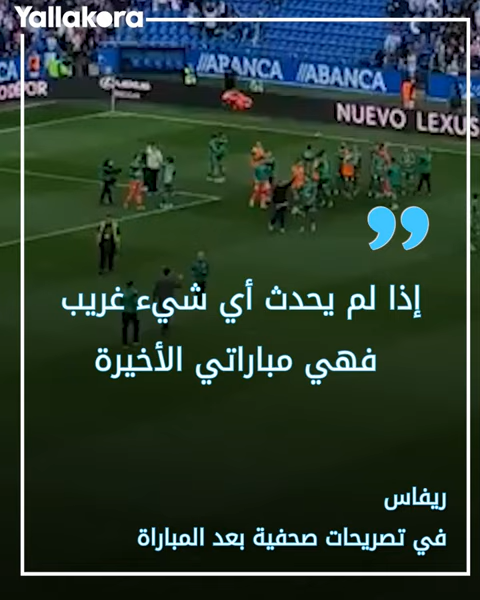 Yallakora
ABANCA
ABANCA
NUEVO LEXUS
إذا لم يحدث أي شيء غريب
فهي مباراتي الأخيرة
ريفاس
في تصريحات صحفية بعد المباراة